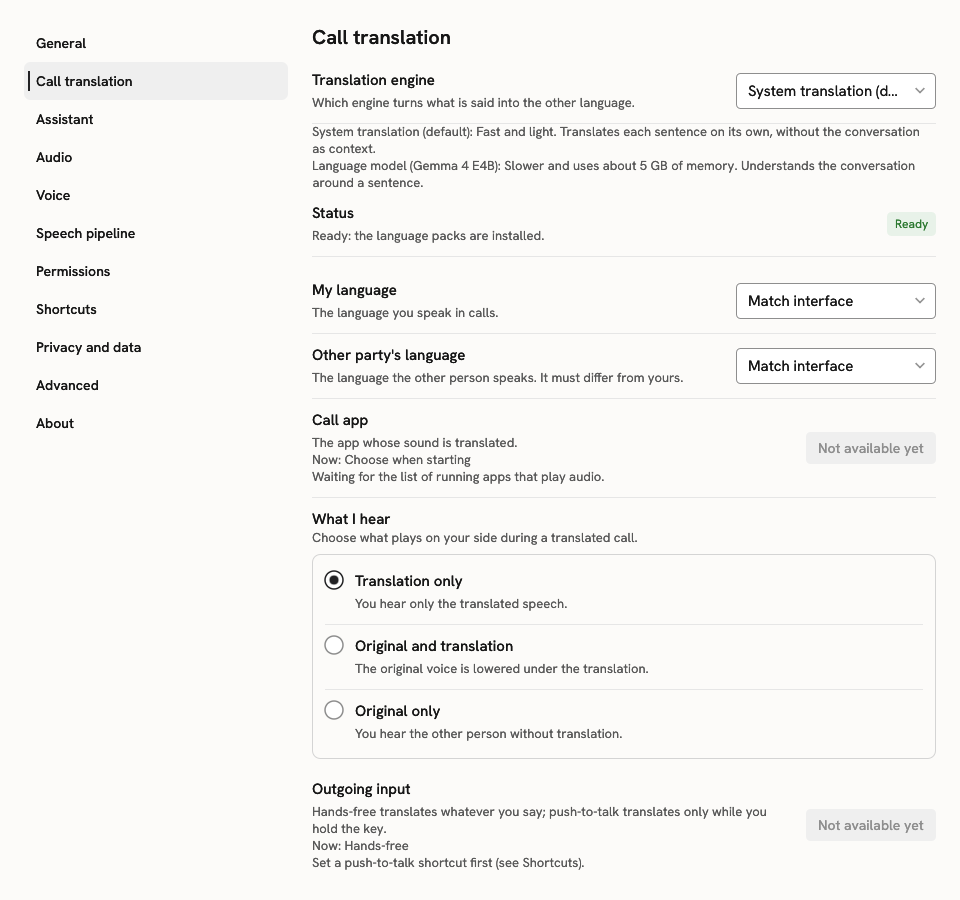 General
Call translation
Assistant
Audio
Voice
Speech pipeline
Permissions
Shortcuts
Privacy and data
Advanced
About
Call translation
Translation engine
Which engine turns what is said into the other language.
System translation (d...
System translation (default): Fast and light. Translates each sentence on its own, without the conversation
as context.
Language model (Gemma 4 E4B): Slower and uses about 5 GB of memory. Understands the conversation
around a sentence.
Status
Ready: the language packs are installed.
Ready
My language
The language you speak in calls.
Match interface
Other party's language
The language the other person speaks. It must differ from yours.
Match interface
Call app
The app whose sound is translated.
Now: Choose when starting
Waiting for the list of running apps that play audio.
Not available yet
What I hear
Choose what plays on your side during a translated call.
Translation only
You hear only the translated speech.
Original and translation
The original voice is lowered under the translation.
Original only
You hear the other person without translation.
Outgoing input
Hands-free translates whatever you say; push-to-talk translates only while you
hold the key.
Now: Hands-free
Set a push-to-talk shortcut first (see Shortcuts).
Not available yet